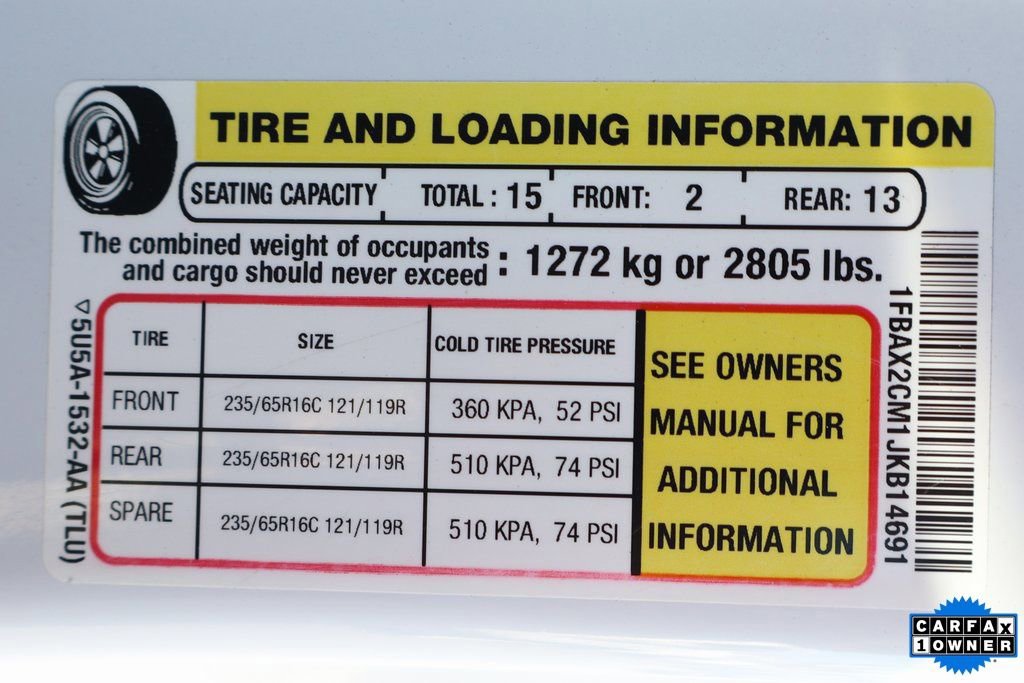 TIRE AND LOADING INFORMATION
SEATING CAPACITY TOTAL : 15 FRONT: 2 REAR: 13
The combined weight of occupants
and cargo should never exceed : 1272 kg or 2805 lbs.
TIRE SIZE COLD TIRE PRESSURE
FRONT 235/65R16C 121/119R 360 KPA, 52 PSI
REAR 235/65R16C 121/119R 510 KPA, 74 PSI
SPARE 235/65R16C 121/119R 510 KPA, 74 PSI
SEE OWNERS
MANUAL FOR
ADDITIONAL
INFORMATION
5U5A-1532-AA (TLU)
1FBAX2CM1JKB14691
CARFAX
1 OWNER